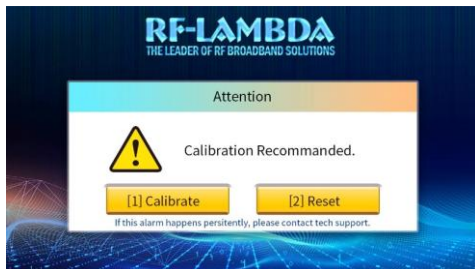 RF-LAMBDA
THE LEADER OF RF BROADBAND SOLUTIONS
Attention
Calibration Recommanded.
[1] Calibrate [2] Reset
If this alarm happens persitently, please contact tech support.